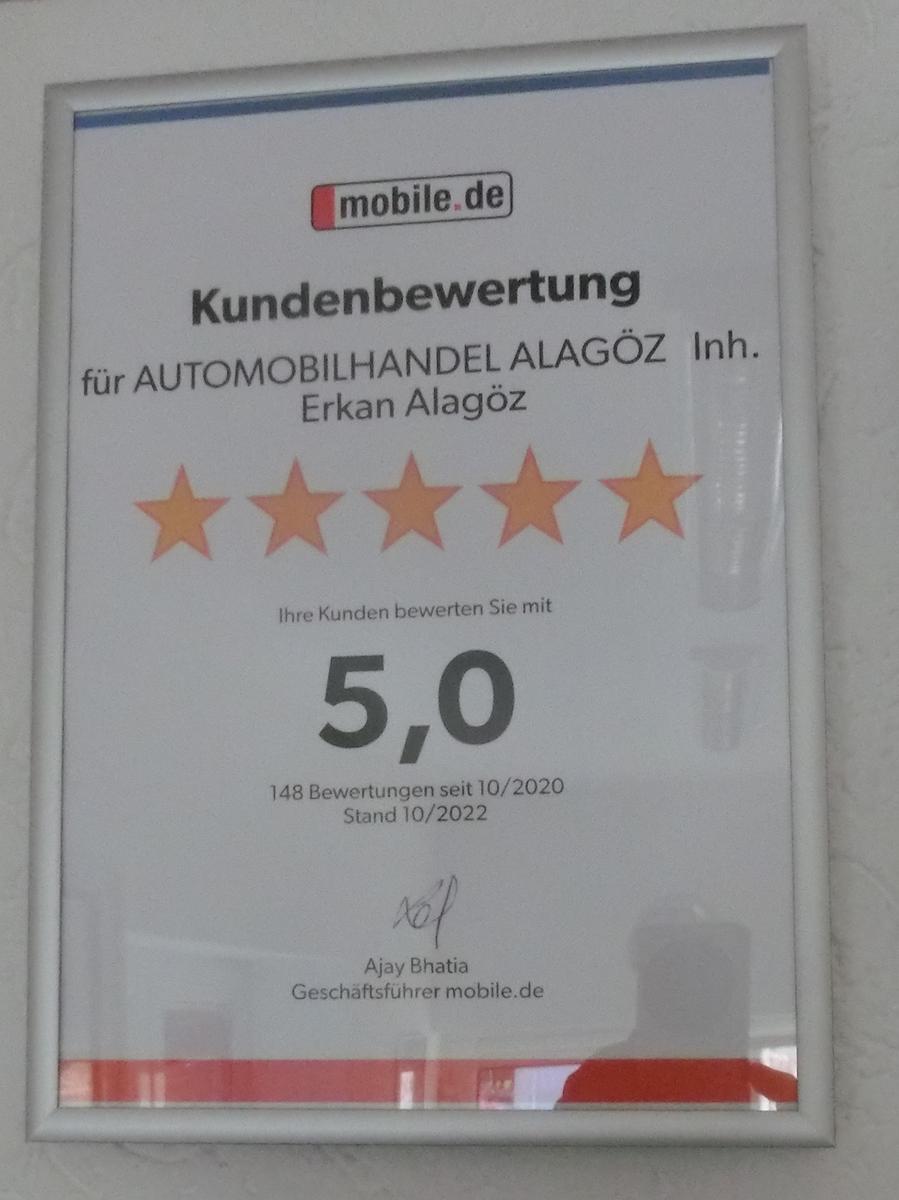 mobile.de
Kundenbewertung
für AUTOMOBILHANDEL ALAGÖZ Inh.
Erkan Alagöz
Ihre Kunden bewerten Sie mit
5,0
148 Bewertungen seit 10/2020
Stand 10/2022
Ajay Bhatia
Geschäftsführer mobile.de